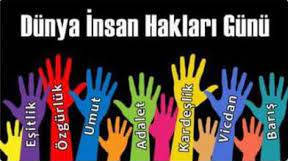 Dünya İnsan Hakları Günü
Eşitlik
Özgürlük
Umut
Adalet
Kardeşlik
Vicdan
Barış